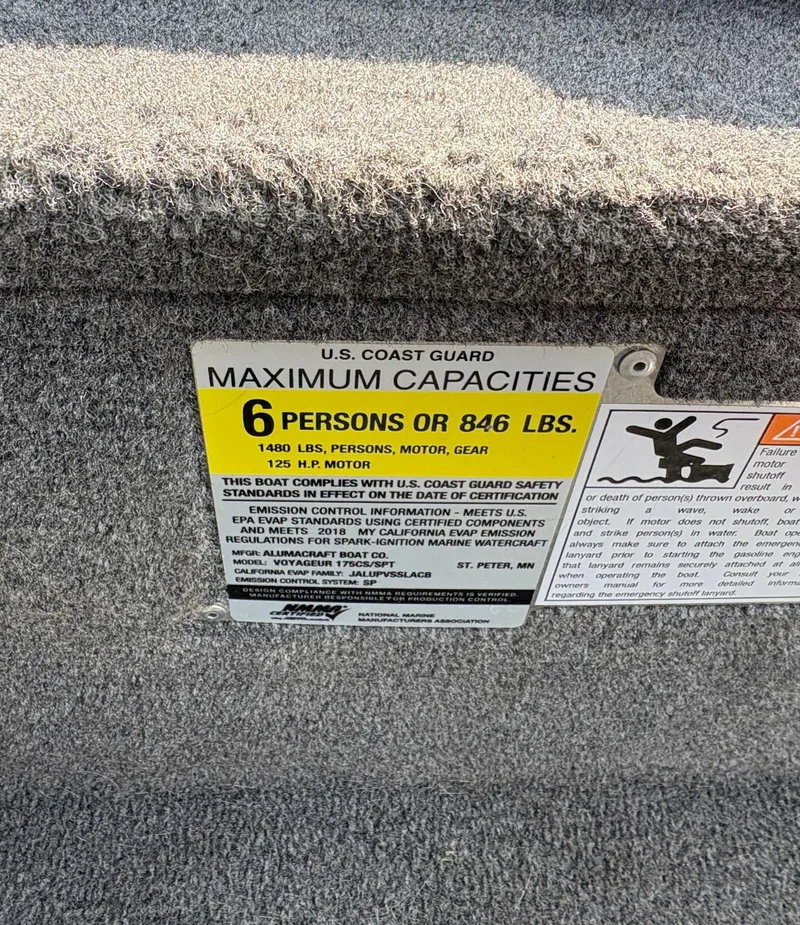 U.S. COAST GUARD
MAXIMUM CAPACITIES
6 PERSONS OR 846 LBS.
1480 LBS, PERSONS, MOTOR, GEAR
125 H.P. MOTOR
THIS BOAT COMPLIES WITH U.S. COAST GUARD SAFETY
STANDARDS IN EFFECT ON THE DATE OF CERTIFICATION
EMISSION CONTROL INFORMATION - MEETS U.S.
EPA EVAP STANDARDS USING CERTIFIED COMPONENTS
AND MEETS 2018 MY CALIFORNIA EVAP EMISSION
REGULATIONS FOR SPARK-IGNITION MARINE WATERCRAFT
MFGR: ALUMACRAFT BOAT CO.
MODEL: VOYAGEUR 175CS/SPT ST. PETER, MN
CALIFORNIA EVAP FAMILY: JALUPVSSLACB
EMISSION CONTROL SYSTEM: SP
DESIGN COMPLIANCE WITH NMMA REQUIREMENTS IS VERIFIED.
MANUFACTURER RESPONSIBLE FOR PRODUCTION CONTROL.
NMMA
CERTIFIED
NATIONAL MARINE
MANUFACTURERS ASSOCIATION
Failure
motor
shutoff
result in
or death of person(s) thrown overboard, w
striking a wave, wake or
object. If motor does not shutoff, boat
and strike person(s) in water. Boat ope
always make sure to attach the emergen
lanyard prior to starting the gasoline eng
that lanyard remains securely attached at al
when operating the boat. Consult your
owners manual for more detailed informa
regarding the emergency shutoff lanyard.